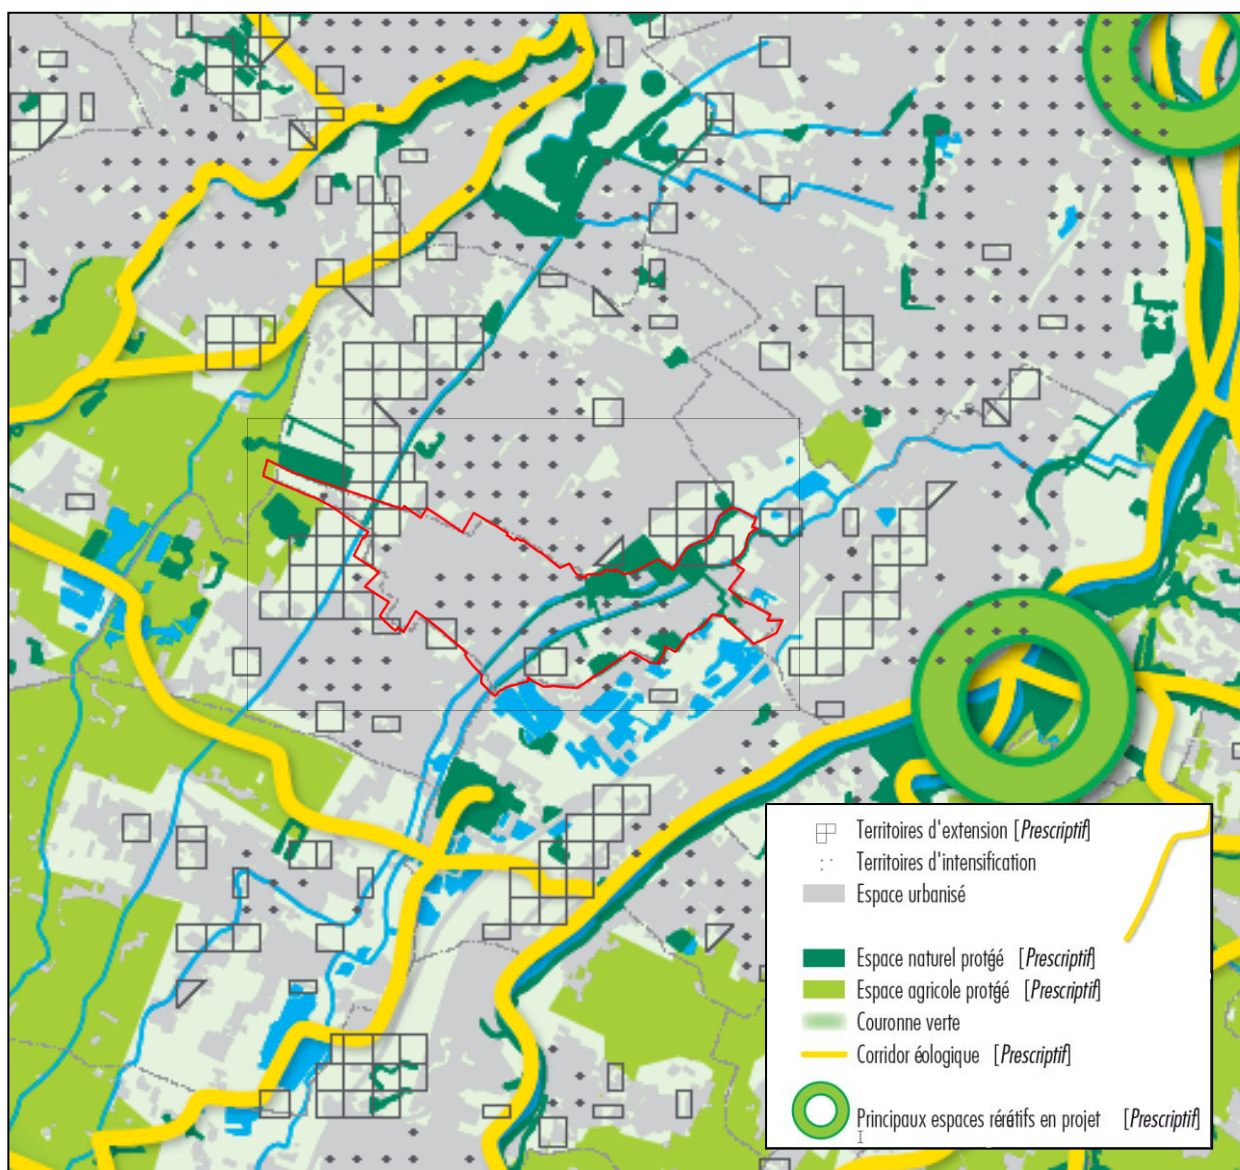 Territoires d'extension [Prescriptif]
Territoires d'intensification
Espace urbanisé
Espace naturel protégé [Prescriptif]
Espace agricole protéé [Prescriptif]
Couronne verte
Corridor éologique [Prescriptif]
Principaux espaces rérétifs en projet [Prescriptif]